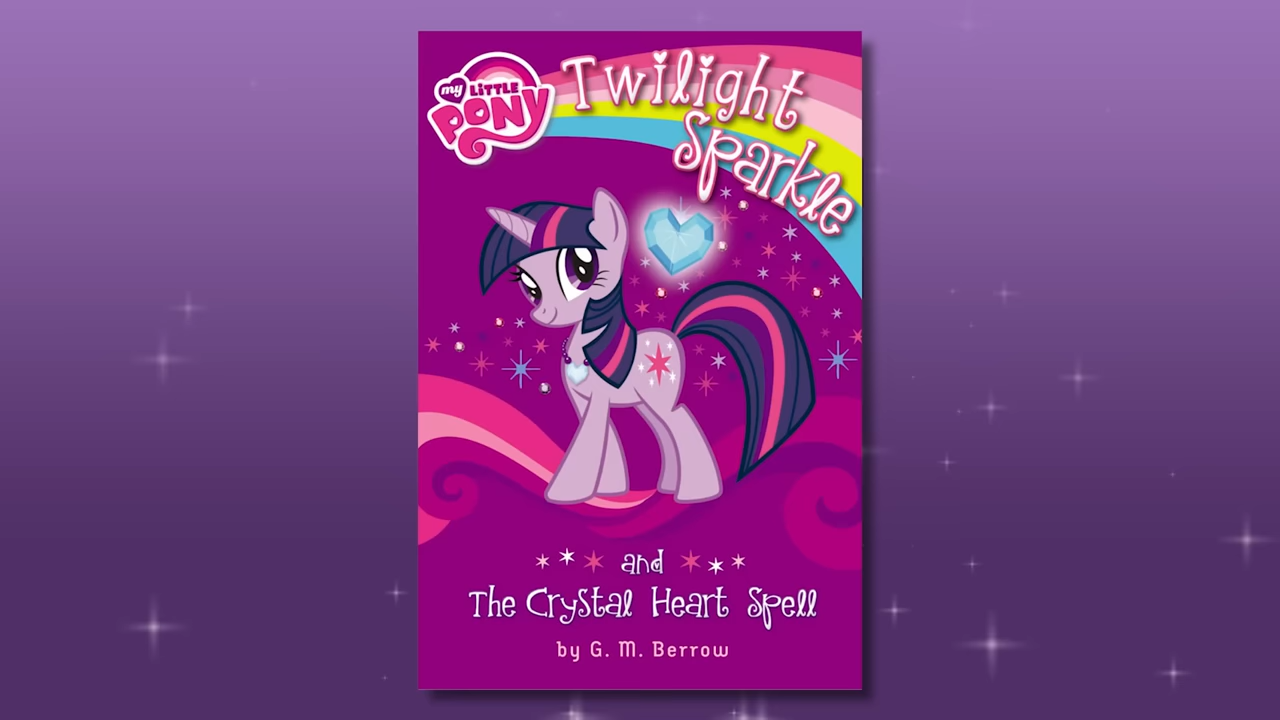 my LiTTLE
PONY
Twilight
Sparkle
and
The Crystal Heart Spell
by G. M. Berrow